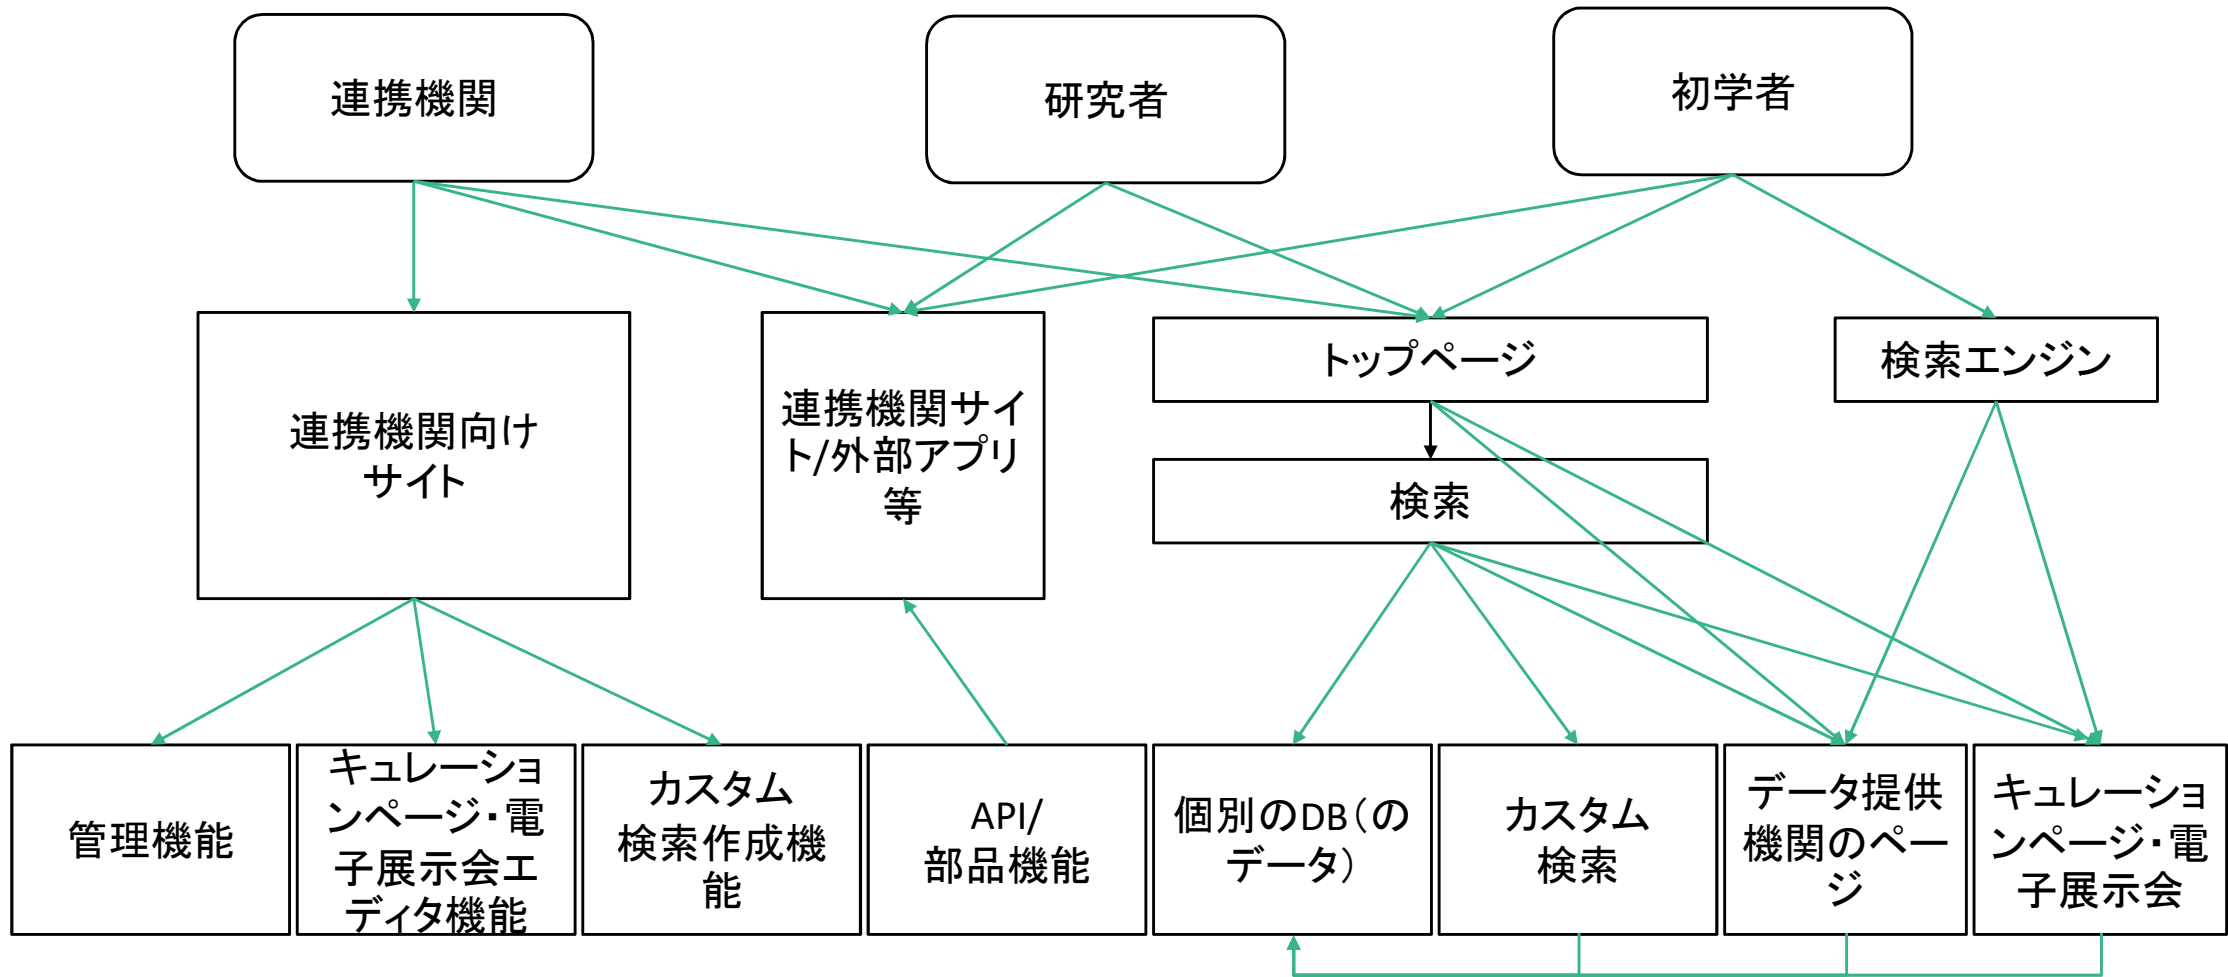 連携機関
研究者
初学者
連携機関向け
サイト
連携機関サイ
ト/外部アプリ
等
トップページ
検索エンジン
検索
管理機能
キュレーショ
ンページ・電
子展示会エ
ディタ機能
カスタム
検索作成機
能
API/
部品機能
個別のDB(の
データ)
カスタム
検索
データ提供
機関のペー
ジ
キュレーショ
ンページ・電
子展示会